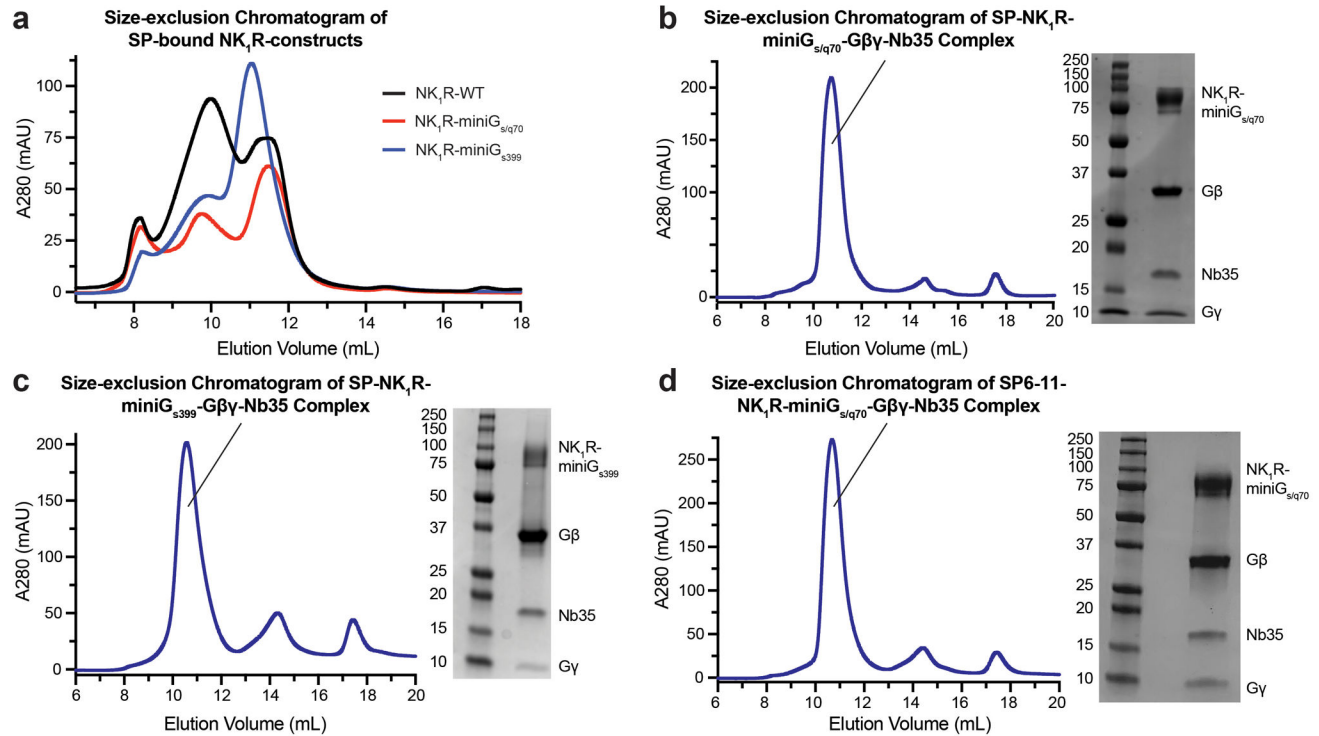 a
Size-exclusion Chromatogram of
SP-bound NK₁R-constructs
A280 (mAU)
100
75
50
25
0
NK₁R-WT
NK₁R-miniGs/q70
NK₁R-miniGs399
8 10 12 14 16 18
Elution Volume (mL)
b
Size-exclusion Chromatogram of SP-NK₁R-
miniGs/q70-Gβγ-Nb35 Complex
A280 (mAU)
200
150
100
50
0
6 8 10 12 14 16 18 20
Elution Volume (mL)
250
150
100
75
50
37
25
20
15
10
NK₁R-
miniGs/q70
Gβ
Nb35
Gγ
c
Size-exclusion Chromatogram of SP-NK₁R-
miniGs399-Gβγ-Nb35 Complex
A280 (mAU)
200
150
100
50
0
6 8 10 12 14 16 18 20
Elution Volume (mL)
250
150
100
75
50
37
25
20
15
10
NK₁R-
miniGs399
Gβ
Nb35
Gγ
d
Size-exclusion Chromatogram of SP6-11-
NK₁R-miniGs/q70-Gβγ-Nb35 Complex
A280 (mAU)
250
200
150
100
50
0
6 8 10 12 14 16 18 20
Elution Volume (mL)
250
150
100
75
50
37
25
20
15
10
NK₁R-
miniGs/q70
Gβ
Nb35
Gγ